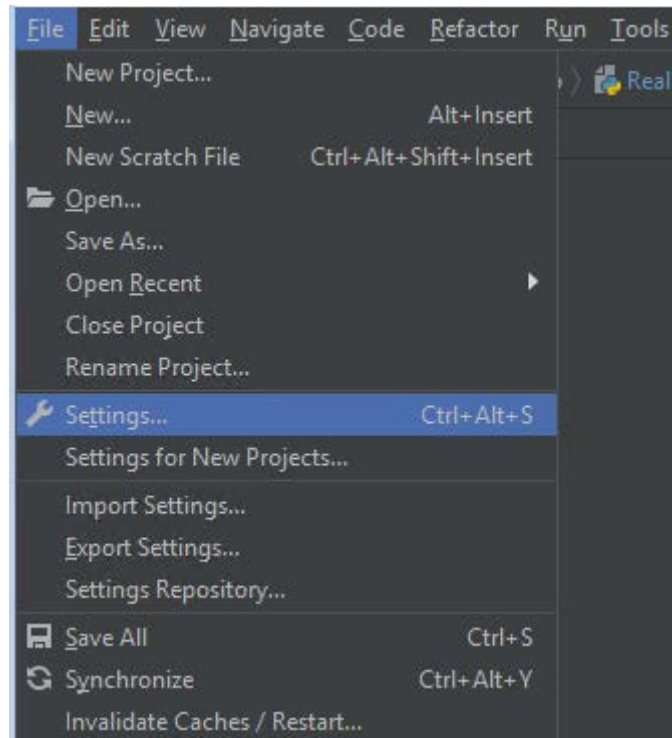 File Edit View Navigate Code Refactor Run Tools
New Project...
Real
New... Alt+Insert
New Scratch File Ctrl+Alt+Shift+Insert
Open...
Save As...
Open Recent
Close Project
Rename Project...
Settings... Ctrl+Alt+S
Settings for New Projects...
Import Settings...
Export Settings...
Settings Repository...
Save All Ctrl+S
Synchronize Ctrl+Alt+Y
Invalidate Caches / Restart...